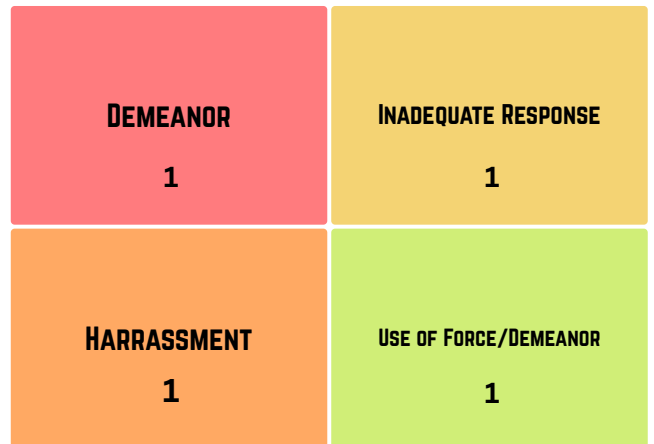 Demeanor
1
Inadequate Response
1
Harrassment
1
Use of Force/Demeanor
1